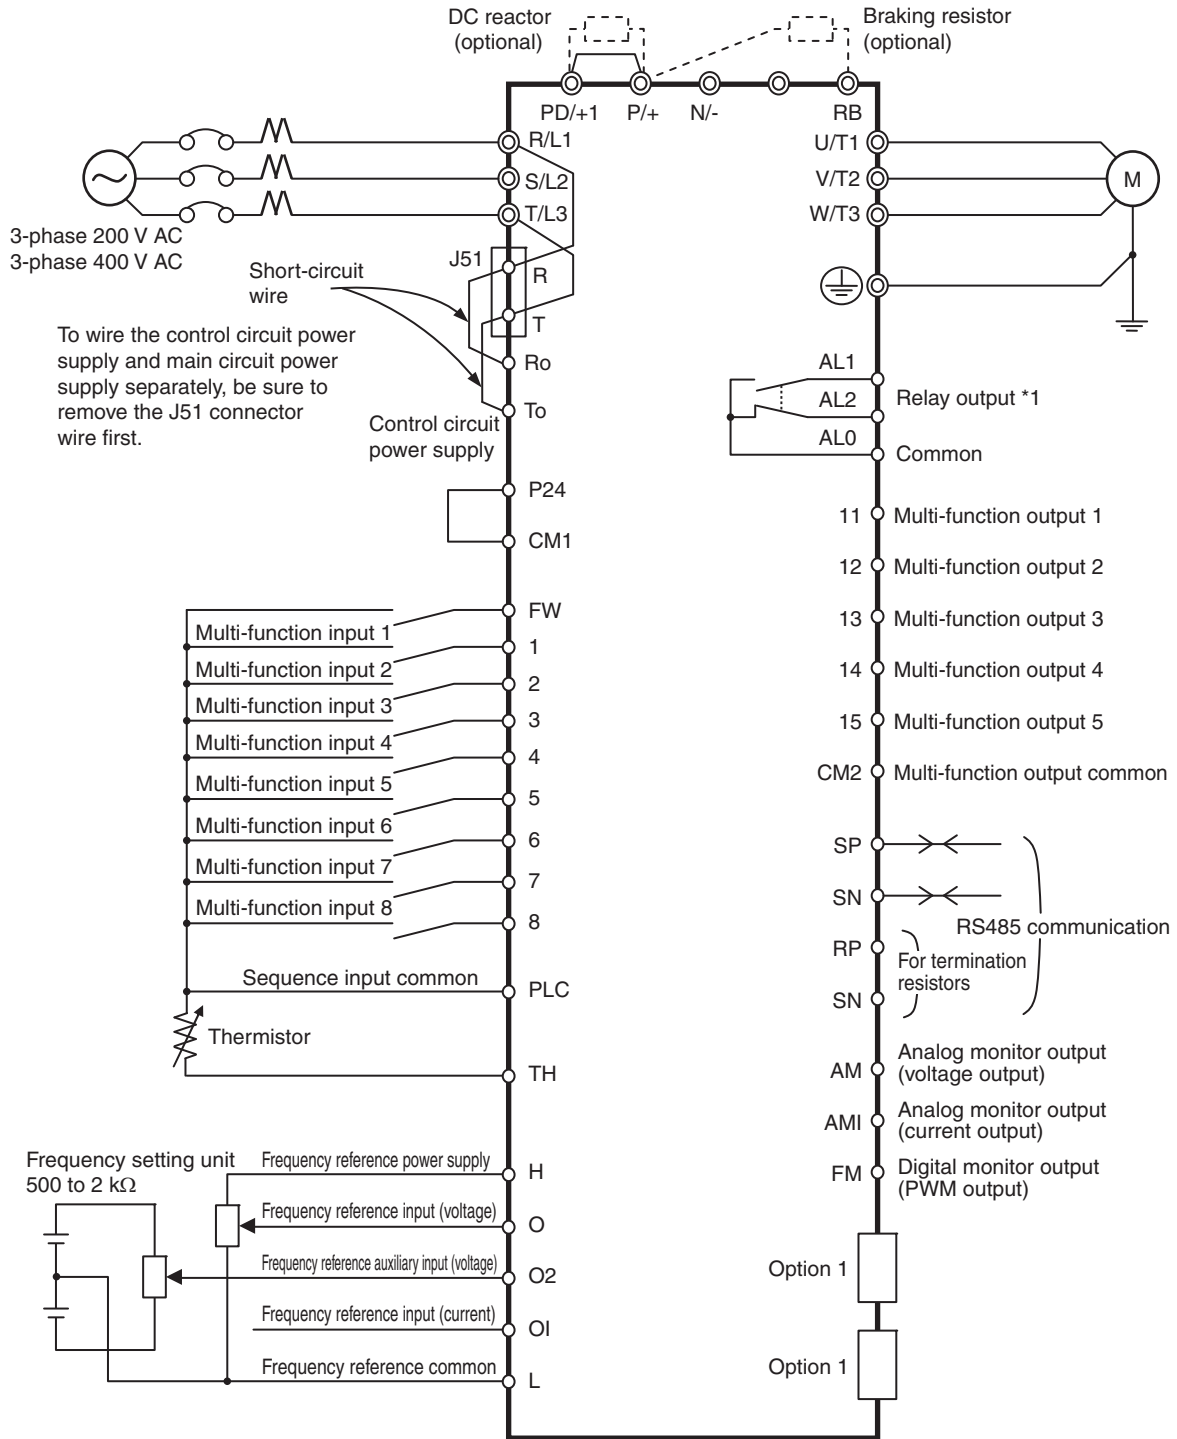 DC reactor
(optional)
Braking resistor
(optional)
PD/+1
P/+
N/-
RB
R/L1
S/L2
T/L3
3-phase 200 V AC
3-phase 400 V AC
J51
R
T
Short-circuit
wire
Ro
To
To wire the control circuit power
supply and main circuit power
supply separately, be sure to
remove the J51 connector
wire first.
Control circuit
power supply
P24
CM1
FW
Multi-function input 1
1
Multi-function input 2
2
Multi-function input 3
3
Multi-function input 4
4
Multi-function input 5
5
Multi-function input 6
6
Multi-function input 7
7
Multi-function input 8
8
Sequence input common
PLC
Thermistor
TH
Frequency setting unit
500 to 2 kΩ
Frequency reference power supply
H
Frequency reference input (voltage)
O
Frequency reference auxiliary input (voltage)
O2
Frequency reference input (current)
OI
Frequency reference common
L
U/T1
V/T2
W/T3
M
AL1
AL2
Relay output *1
AL0
Common
11 Multi-function output 1
12 Multi-function output 2
13 Multi-function output 3
14 Multi-function output 4
15 Multi-function output 5
CM2 Multi-function output common
SP
SN
RS485 communication
RP
For termination
resistors
SN
AM
Analog monitor output
(voltage output)
AMI
Analog monitor output
(current output)
FM
Digital monitor output
(PWM output)
Option 1
Option 1